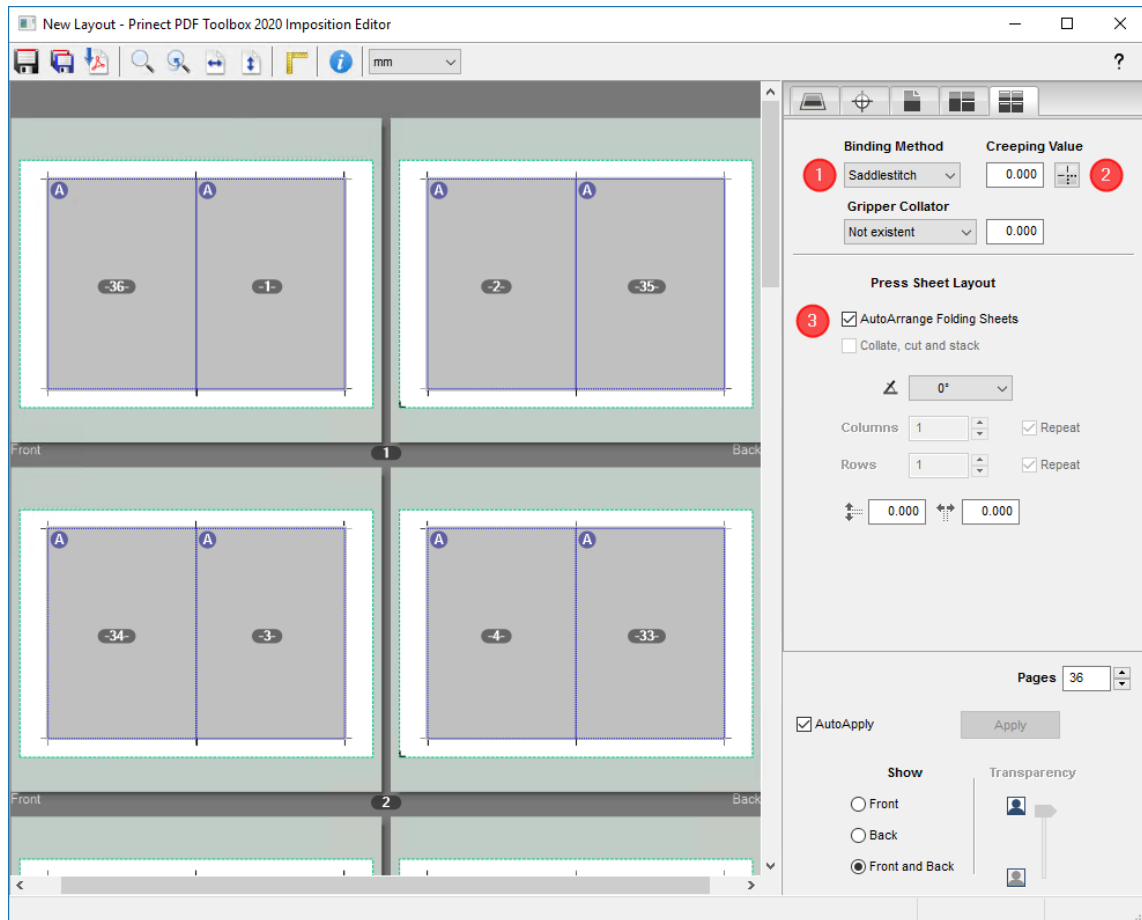 New Layout - Prinect PDF Toolbox 2020 Imposition Editor
mm
?
A A A A
-36- -1- -2- -35-
Front 1 Back
A A A A
-34- -3- -4- -33-
Front 2 Back
Binding Method Creeping Value
1 Saddlestitch 0.000 2
Gripper Collator
Not existent 0.000
Press Sheet Layout
3 AutoArrange Folding Sheets
Collate, cut and stack
0°
Columns 1 Repeat
Rows 1 Repeat
0.000 0.000
Pages 36
AutoApply Apply
Show Transparency
Front
Back
Front and Back